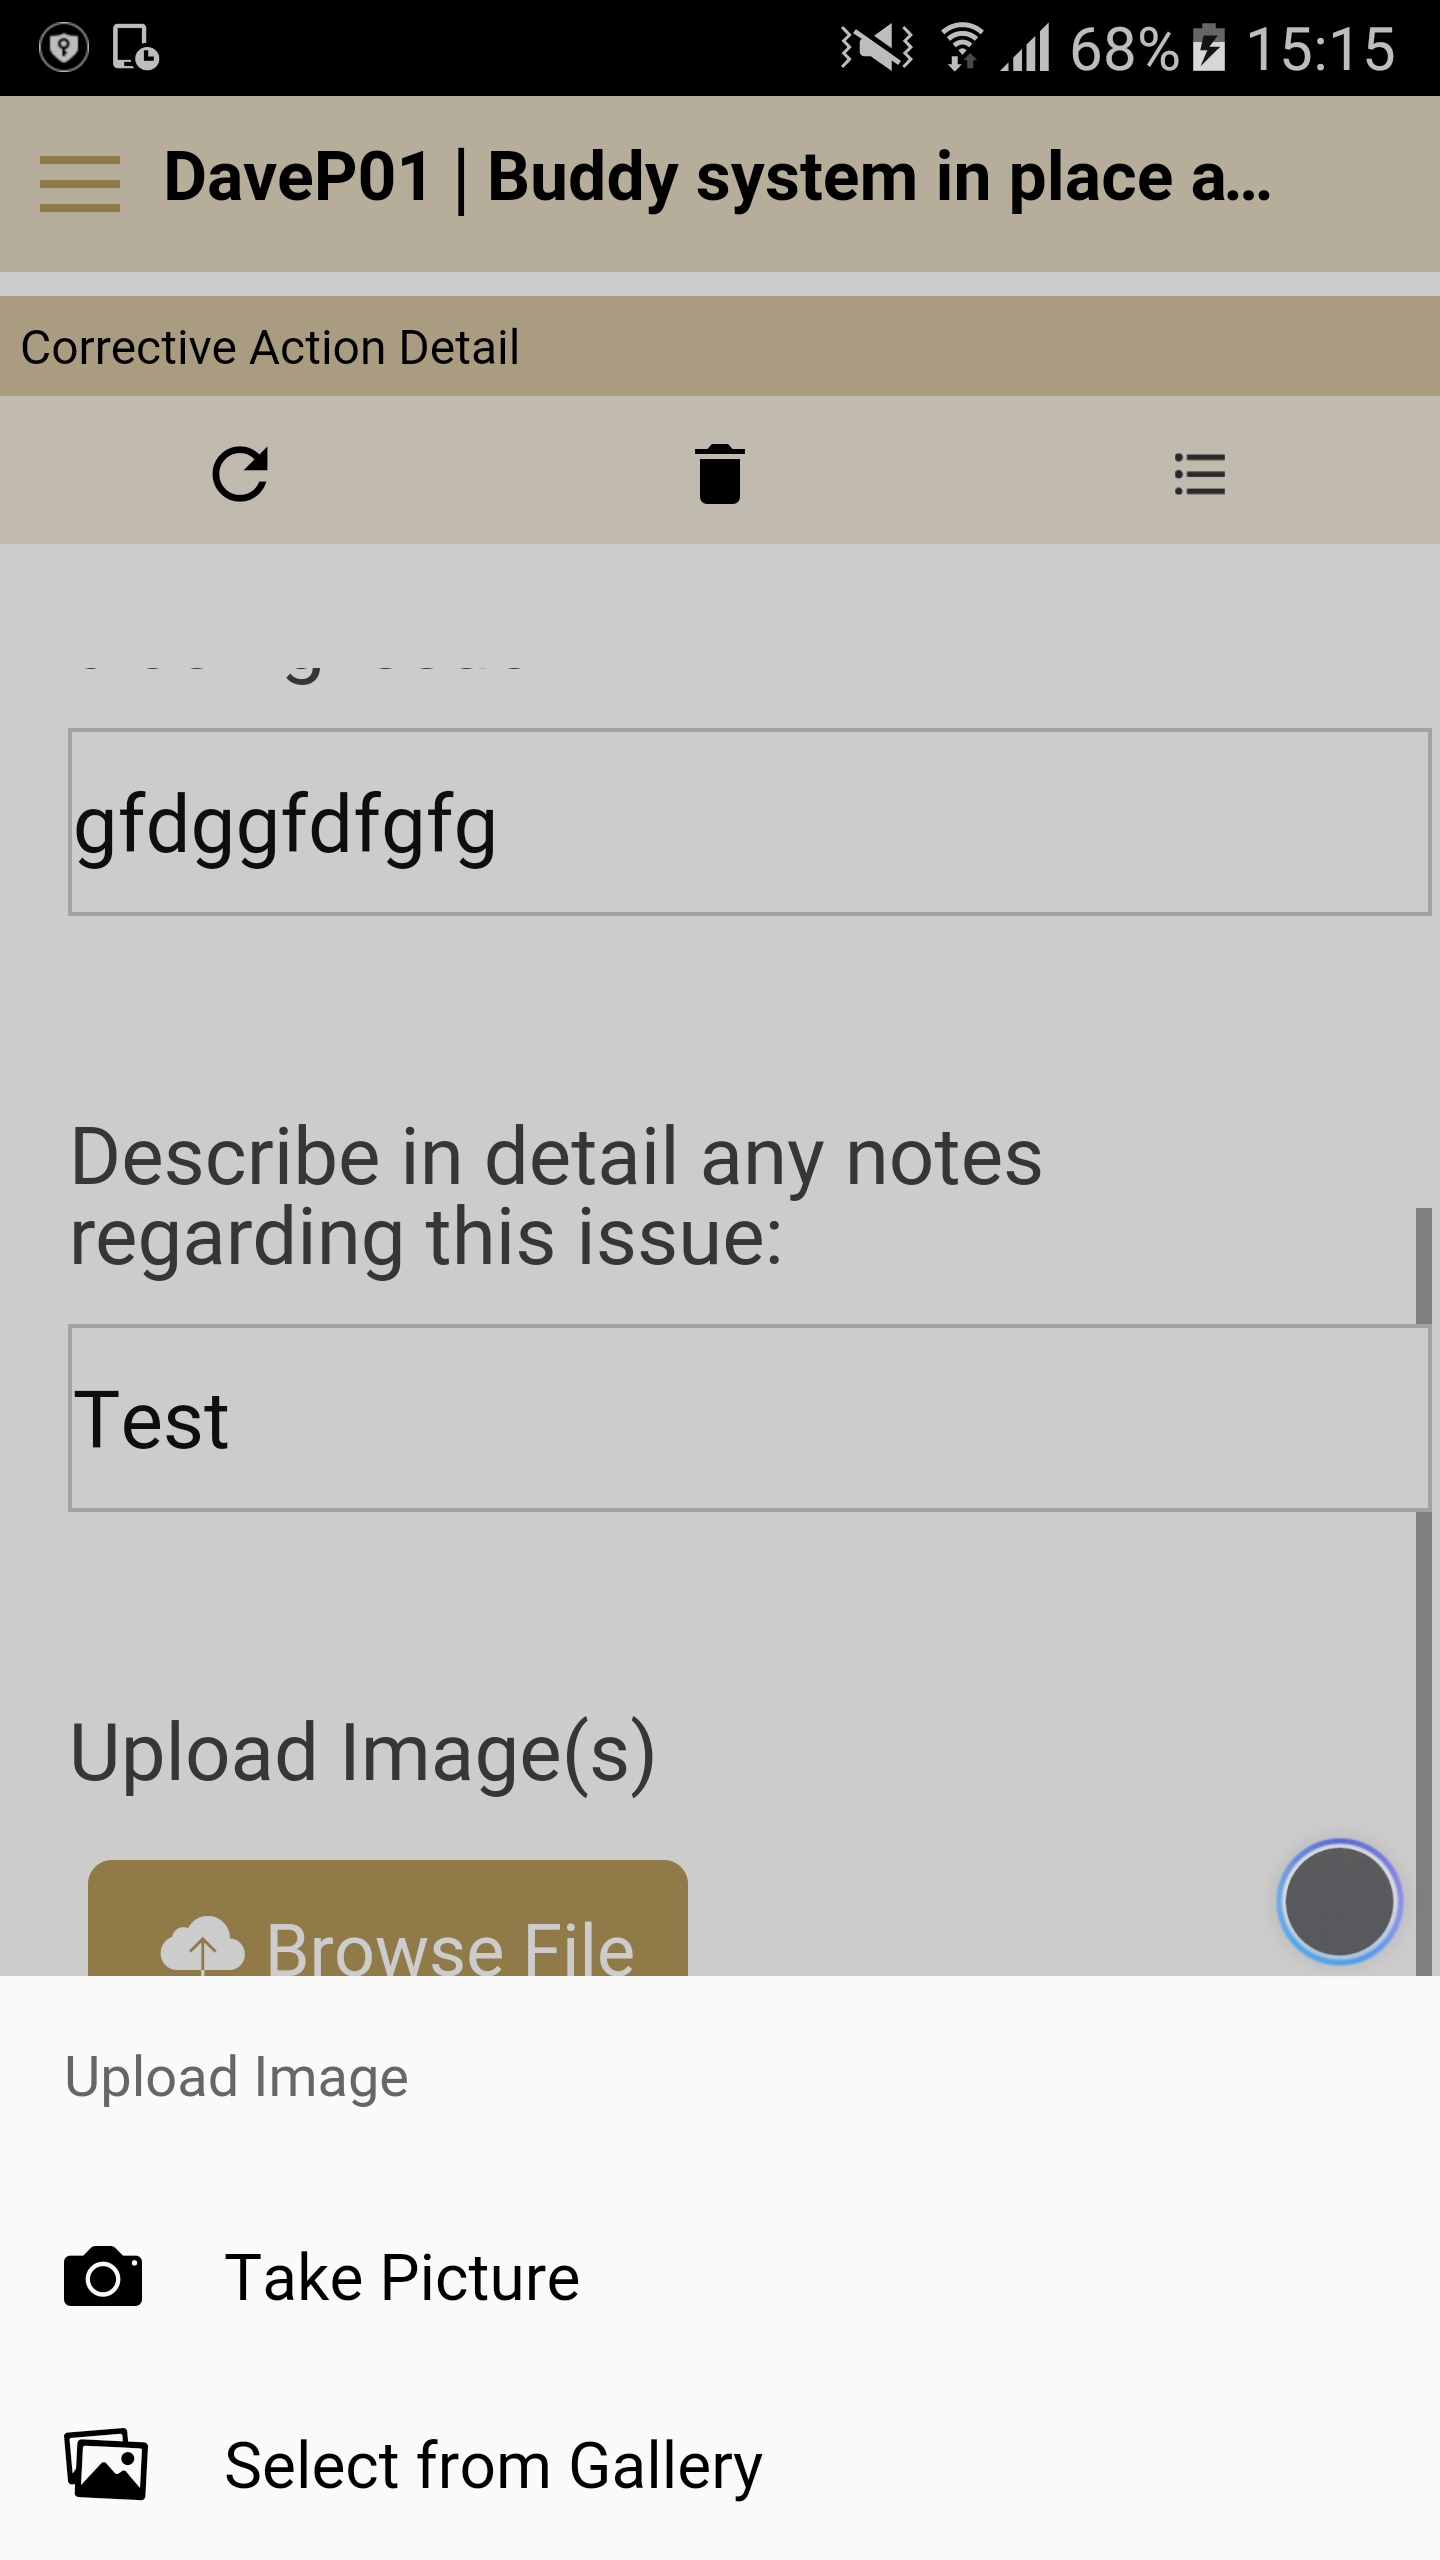 68% 15:15
DaveP01 | Buddy system in place a...
Corrective Action Detail
gfdggfdfgfg
Describe in detail any notes
regarding this issue:
Test
Upload Image(s)
Browse File
Upload Image
Take Picture
Select from Gallery